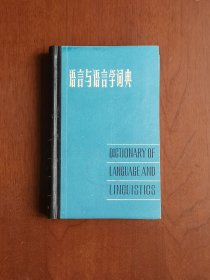 语言与语言学词典
DICTIONARY OF
LANGUAGE AND
LINGUISTICS